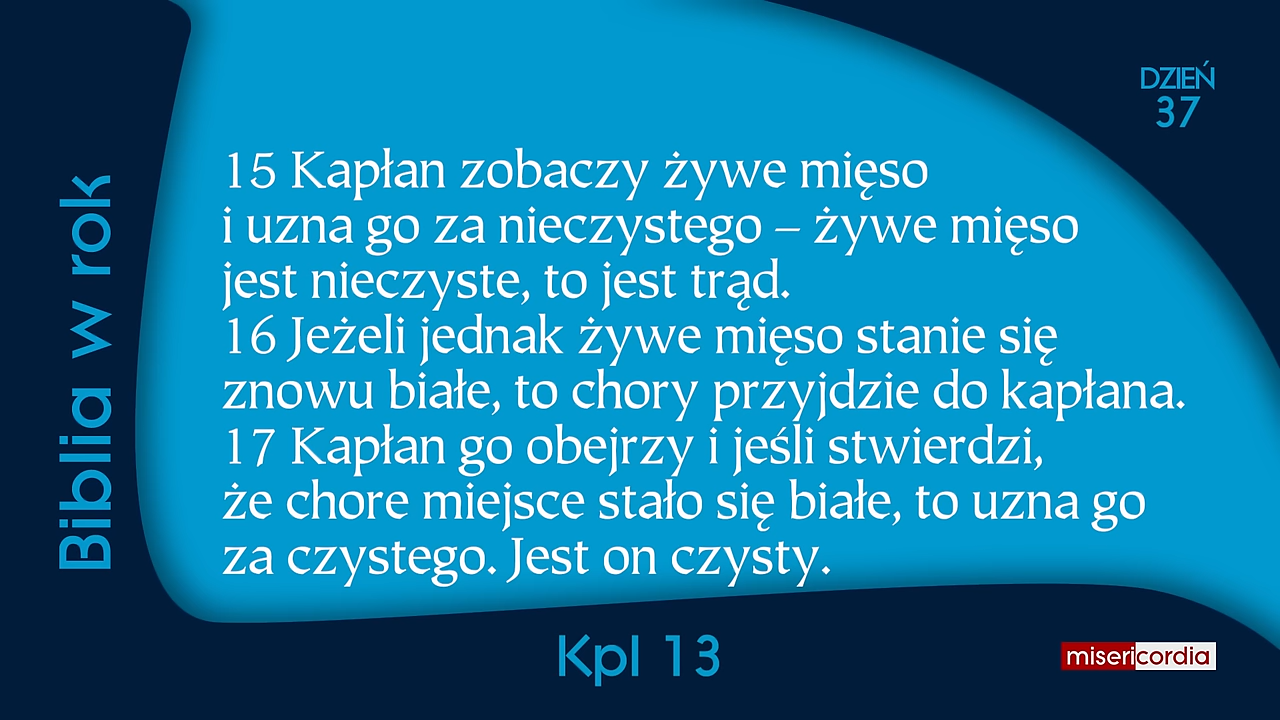 DZIEŃ
37
15 Kapłan zobaczy żywe mięso
i uzna go za nieczystego – żywe mięso
jest nieczyste, to jest trąd.
16 Jeżeli jednak żywe mięso stanie się
znowu białe, to chory przyjdzie do kapłana.
17 Kapłan go obejrzy i jeśli stwierdzi,
że chore miejsce stało się białe, to uzna go
za czystego. Jest on czysty.
Biblia w rok
Kpl 13
misericordia